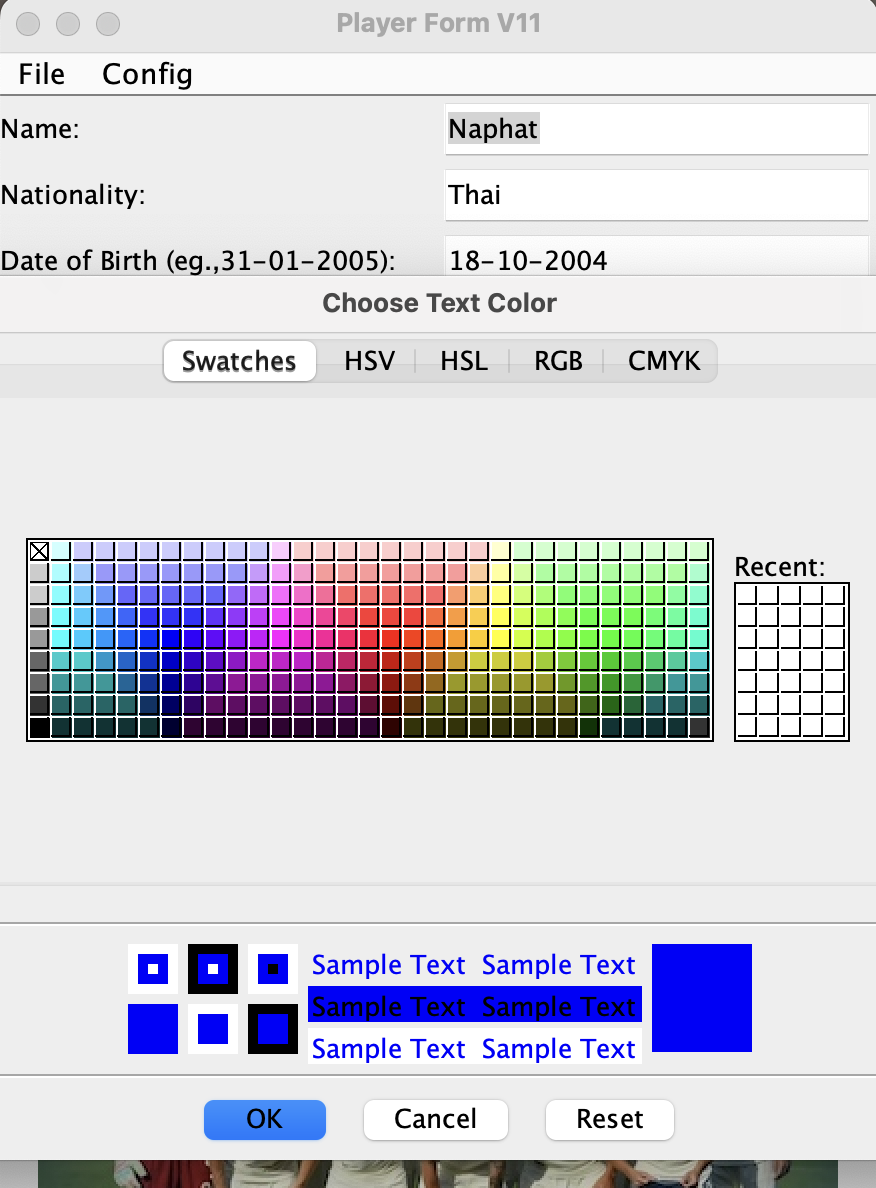 Player Form V11
File Config
Name: Naphat
Nationality: Thai
Date of Birth (eg.,31-01-2005): 18-10-2004
Choose Text Color
Swatches HSV HSL RGB CMYK
Recent:
Sample Text Sample Text
Sample Text Sample Text
Sample Text Sample Text
OK Cancel Reset